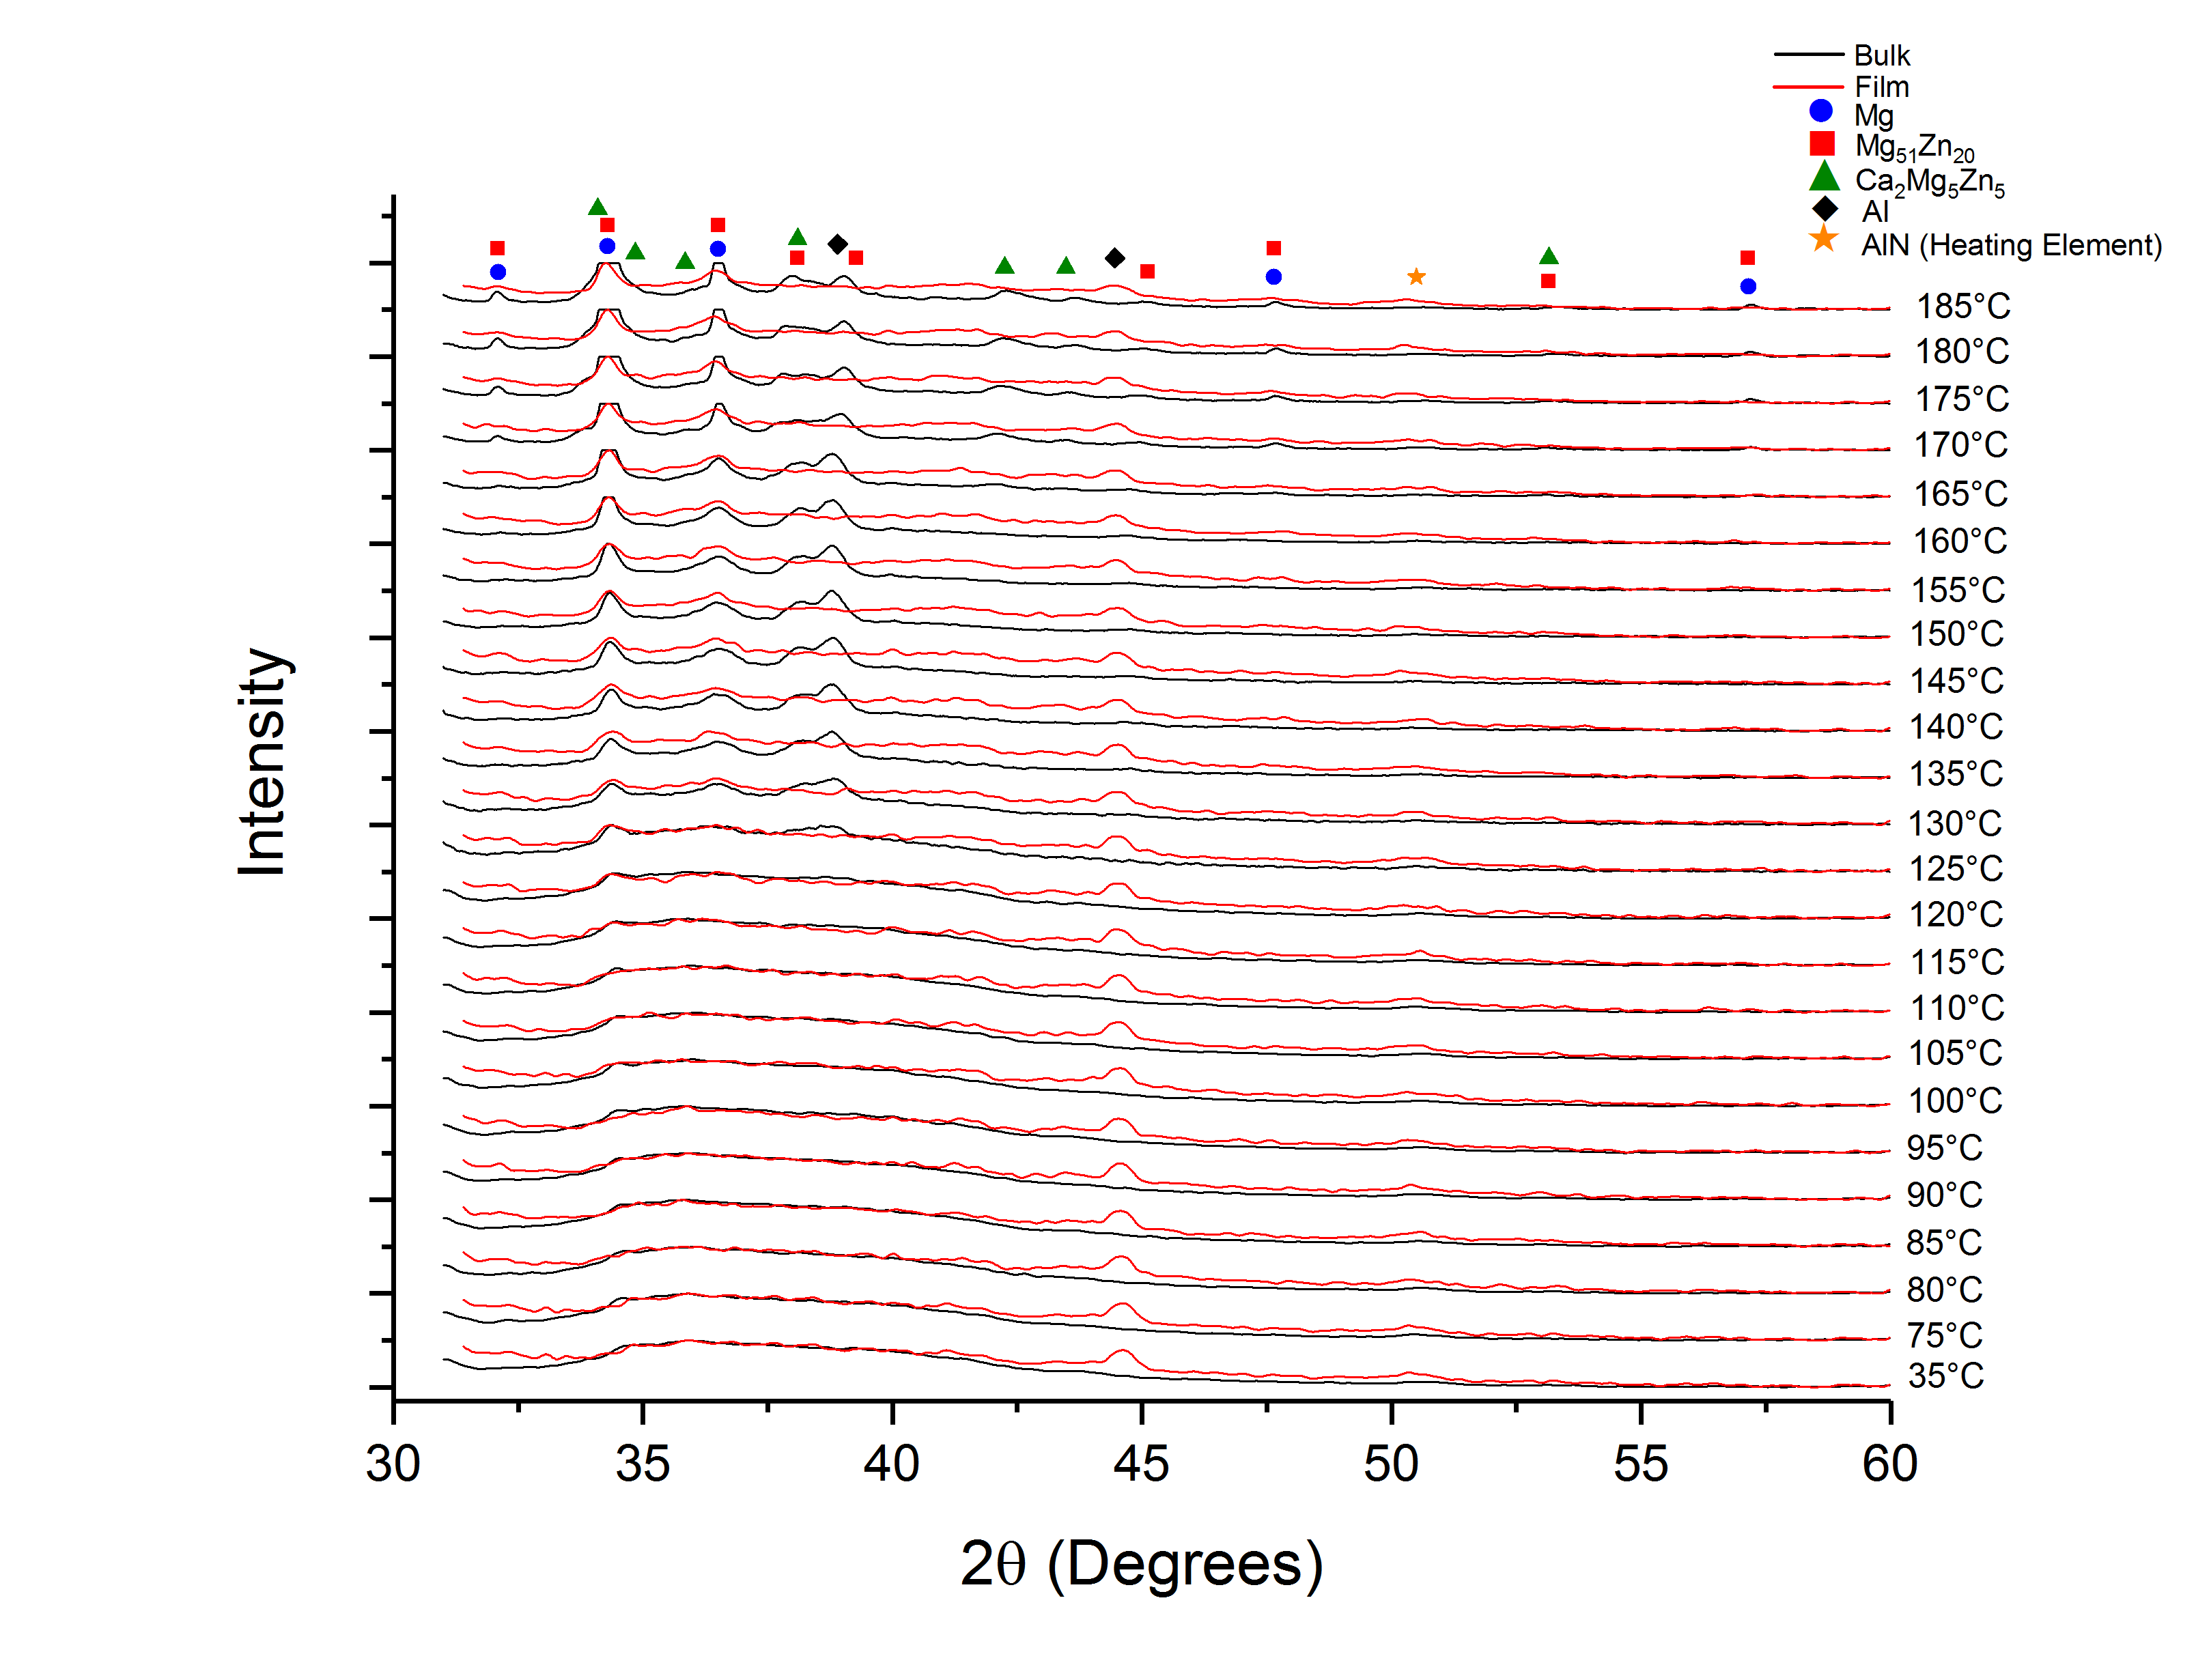 Bulk
Film
Mg
Mg51Zn20
Ca2Mg5Zn5
Al
AlN (Heating Element)
185°C
180°C
175°C
170°C
165°C
160°C
155°C
150°C
145°C
140°C
135°C
130°C
125°C
120°C
115°C
110°C
105°C
100°C
95°C
90°C
85°C
80°C
75°C
35°C
Intensity
30 35 40 45 50 55 60
2θ (Degrees)